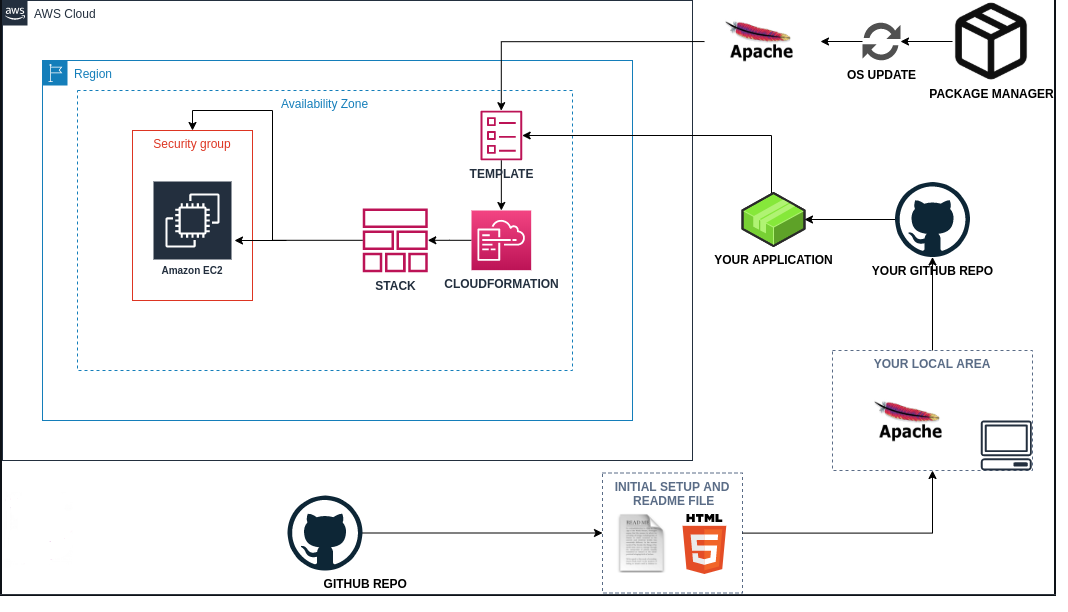 aws
AWS Cloud
Region
Availability Zone
Security group
Amazon EC2
STACK
CLOUDFORMATION
TEMPLATE
Apache
OS UPDATE
PACKAGE MANAGER
YOUR APPLICATION
YOUR GITHUB REPO
YOUR LOCAL AREA
Apache
INITIAL SETUP AND
README FILE
README
HTML
5
GITHUB REPO